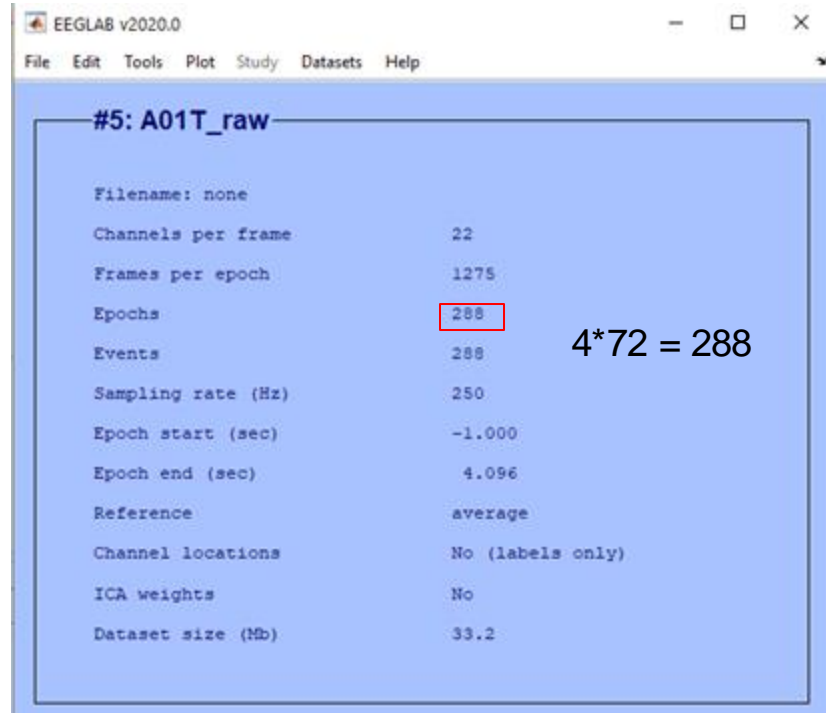 EEGLAB v2020.0
File Edit Tools Plot Study Datasets Help
#5: A01T_raw
Filename: none
Channels per frame 22
Frames per epoch 1275
Epochs 288
Events 288
4*72 = 288
Sampling rate (Hz) 250
Epoch start (sec) -1.000
Epoch end (sec) 4.096
Reference average
Channel locations No (labels only)
ICA weights No
Dataset size (Mb) 33.2